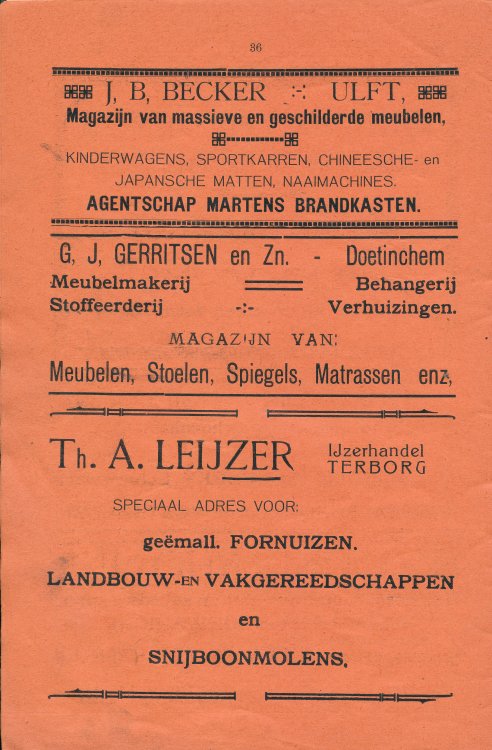 36
J, B, BECKER -:- ULFT,
Magazijn van massieve en geschilderde meubelen,
KINDERWAGENS, SPORTKARREN, CHINEESCHE- en
JAPANSCHE MATTEN, NAAIMACHINES.
AGENTSCHAP MARTENS BRANDKASTEN.
G, J, GERRITSEN en Zn. - Doetinchem
Meubelmakerij Behangerij
Stoffeerderij -:- Verhuizingen.
MAGAZIJN VAN:
Meubelen, Stoelen, Spiegels, Matrassen enz,
Th. A. LEIJZER IJzerhandel
TERBORG
SPECIAAL ADRES VOOR:
geëmall. FORNUIZEN.
LANDBOUW-EN VAKGEREEDSCHAPPEN
en
SNIJBOONMOLENS,